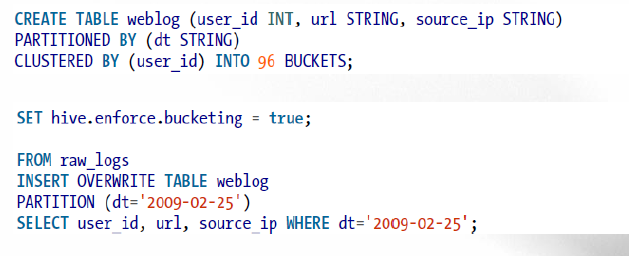 CREATE TABLE weblog (user_id INT, url STRING, source_ip STRING)
PARTITIONED BY (dt STRING)
CLUSTERED BY (user_id) INTO 96 BUCKETS;
SET hive.enforce.bucketing = true;
FROM raw_logs
INSERT OVERWRITE TABLE weblog
PARTITION (dt='2009-02-25')
SELECT user_id, url, source_ip WHERE dt='2009-02-25';